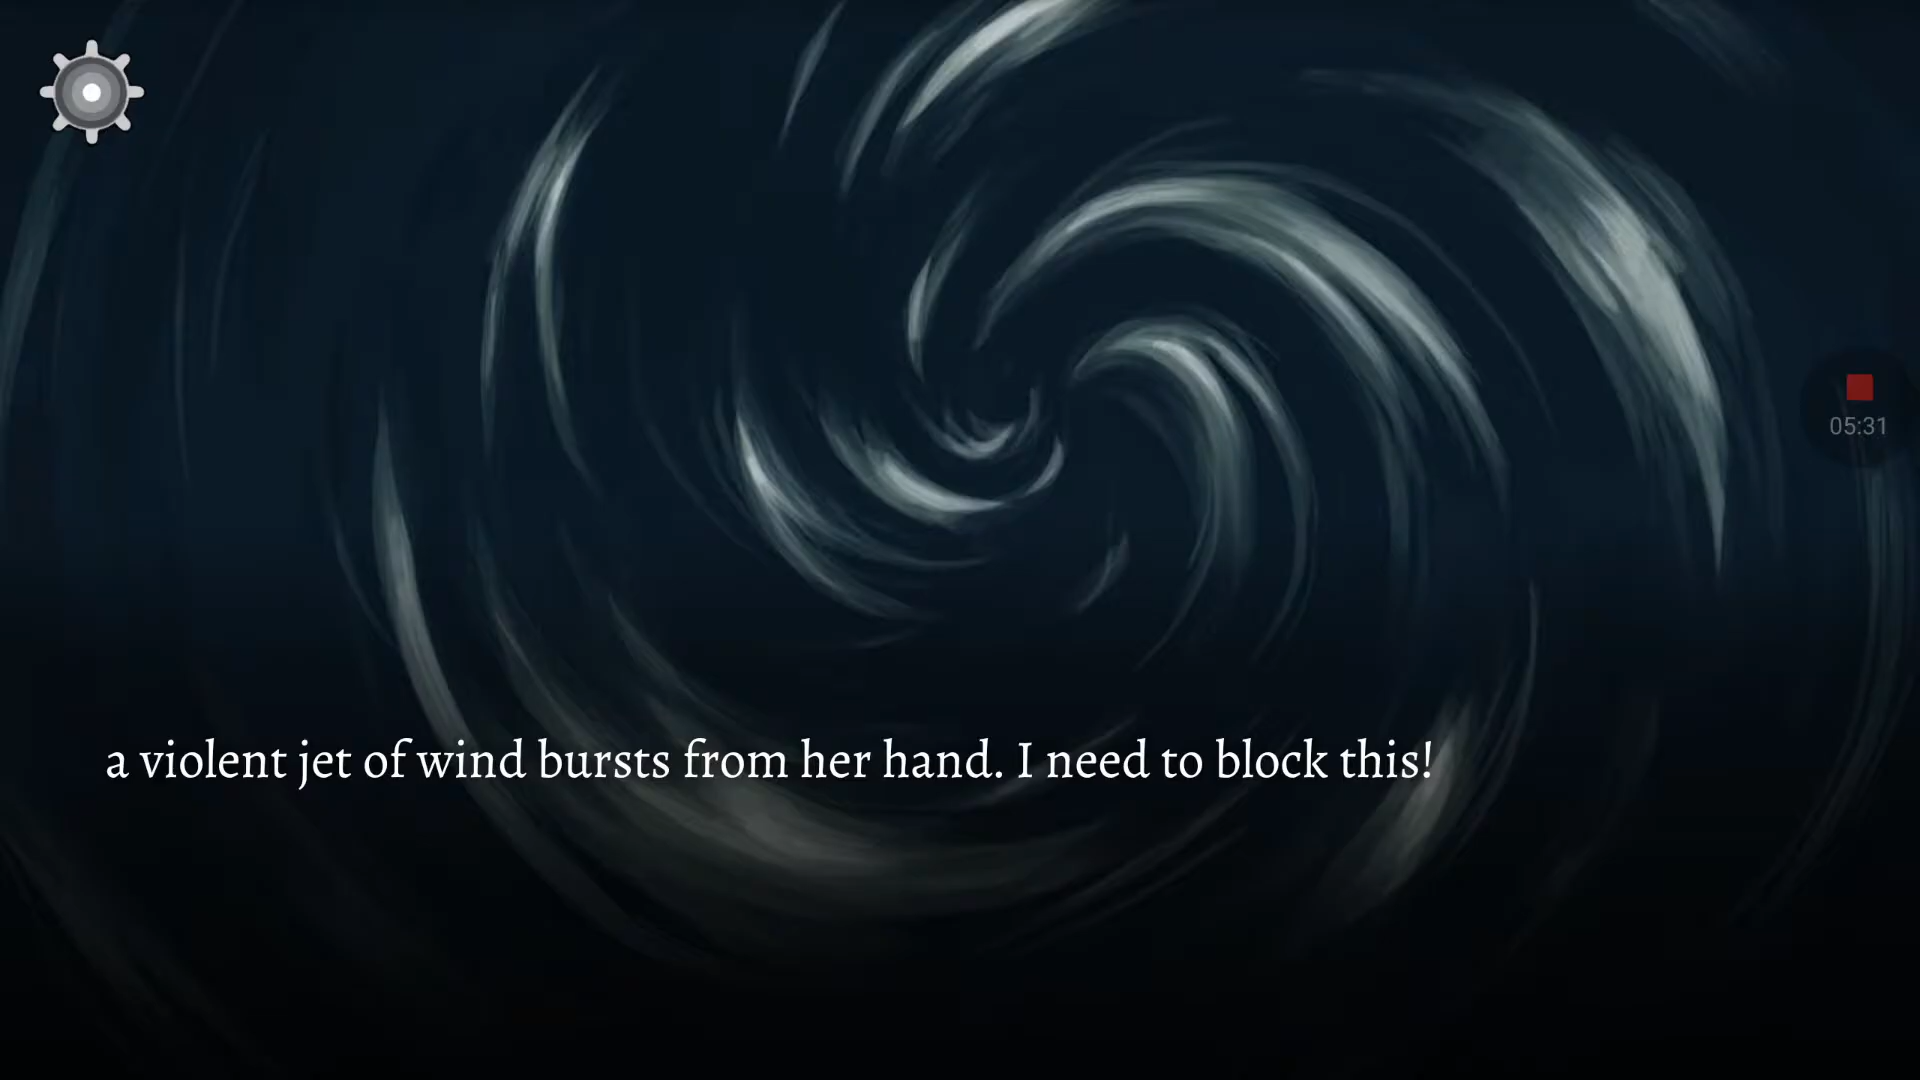 05:31
a violent jet of wind bursts from her hand. I need to block this!